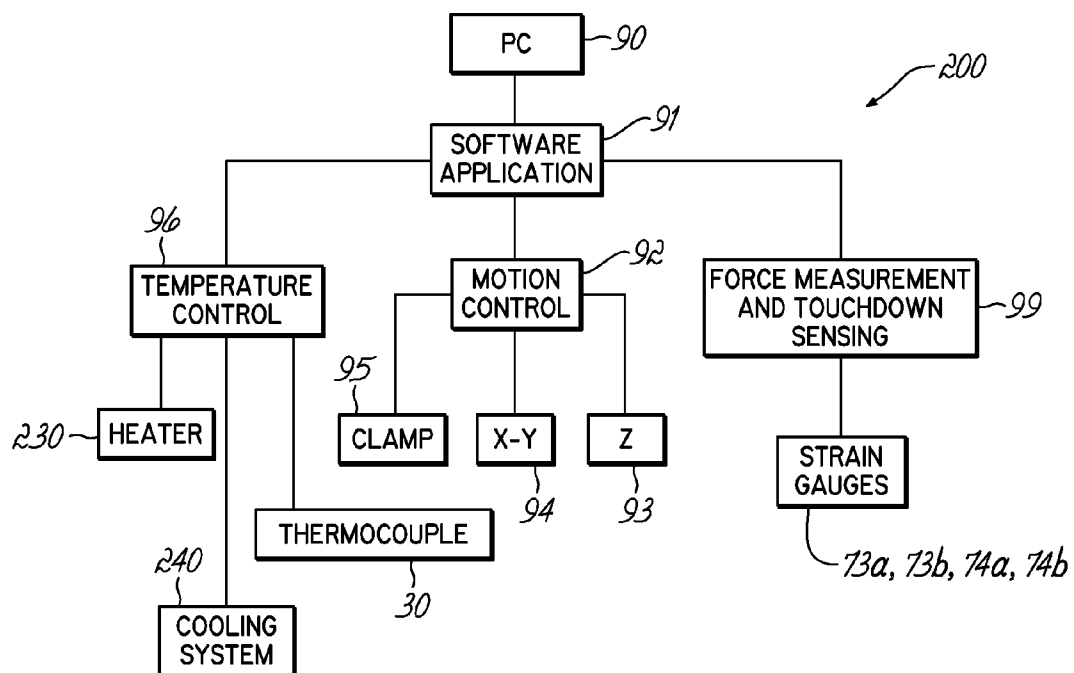 PC
90
200
SOFTWARE
APPLICATION
91
96
TEMPERATURE
CONTROL
MOTION
CONTROL
92
FORCE MEASUREMENT
AND TOUCHDOWN
SENSING
99
230
HEATER
95
CLAMP
X-Y
94
Z
93
STRAIN
GAUGES
73a, 73b, 74a, 74b
THERMOCOUPLE
30
240
COOLING
SYSTEM